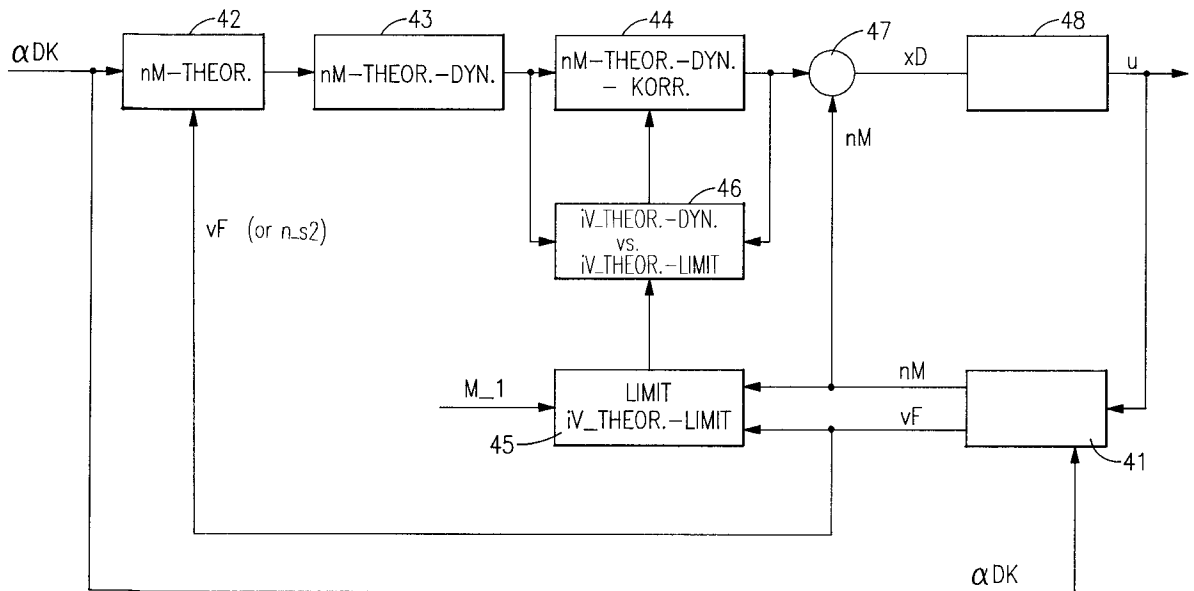 42
43
44
47
48
αDK
nM-THEOR.
nM-THEOR.-DYN.
nM-THEOR.-DYN.
- KORR.
xD
u
nM
46
iV_THEOR.-DYN.
vs.
iV_THEOR.-LIMIT
vF (or n_s2)
M_1
LIMIT
iV_THEOR.-LIMIT
45
nM
vF
41
αDK